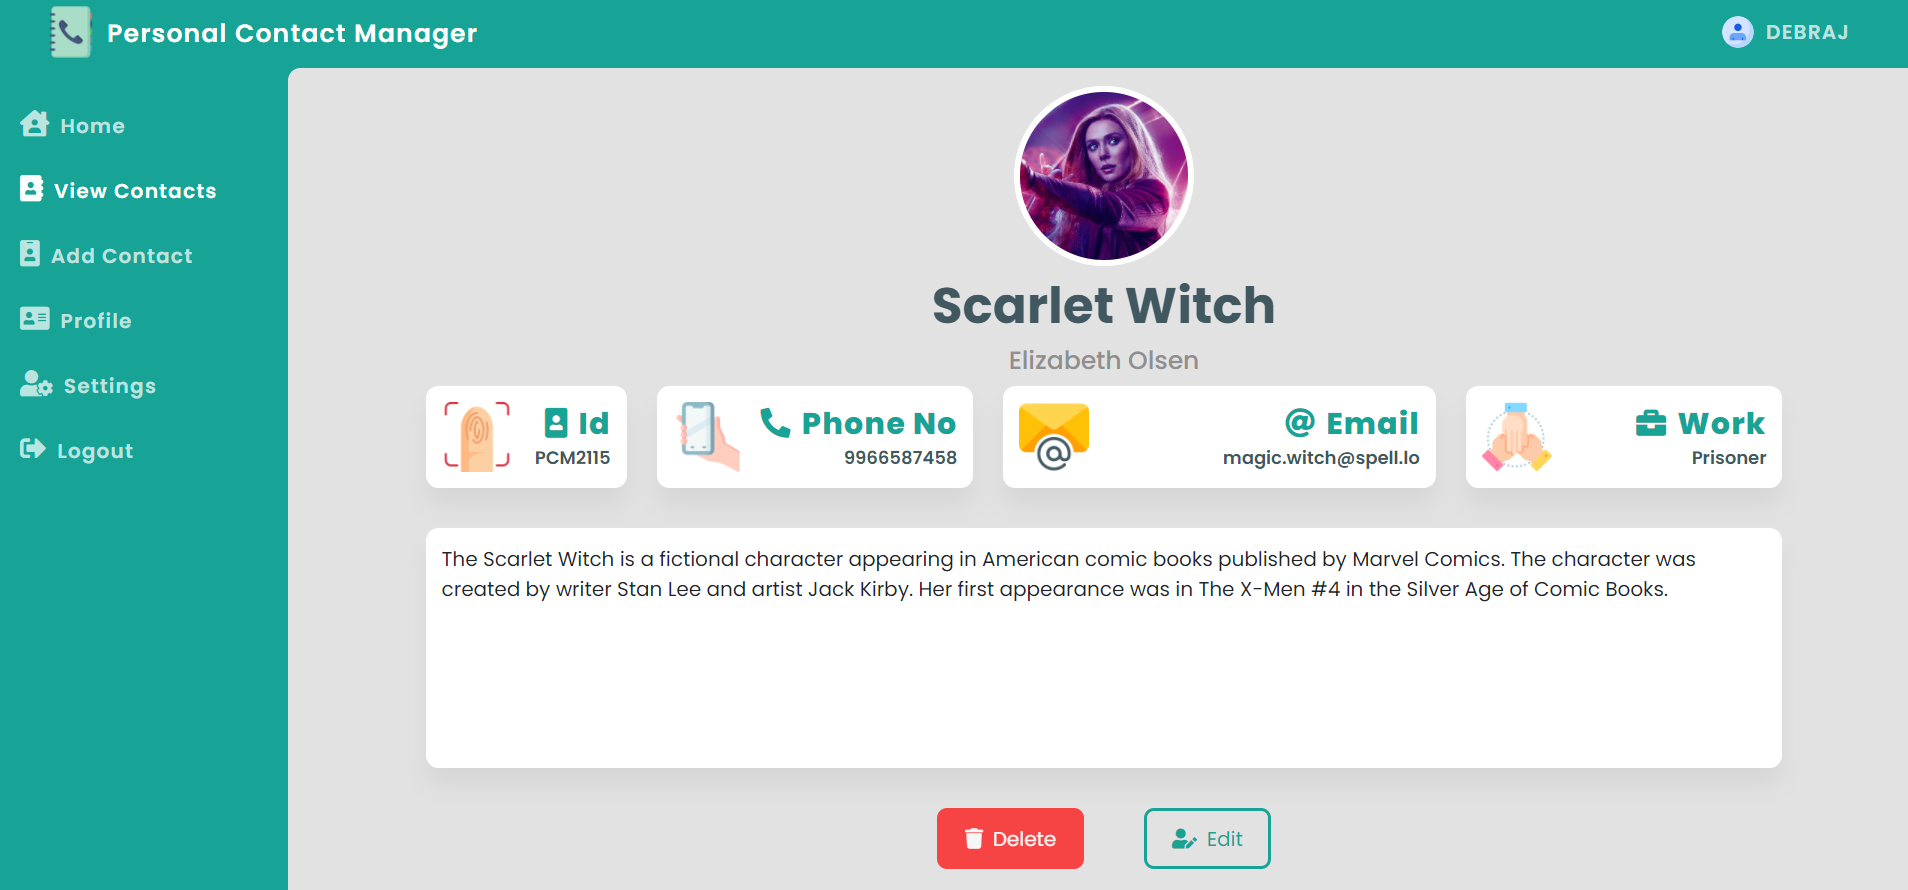 Personal Contact Manager
DEBRAJ
Home
View Contacts
Add Contact
Profile
Settings
Logout
Scarlet Witch
Elizabeth Olsen
Id
PCM2115
Phone No
9966587458
@ Email
magic.witch@spell.lo
Work
Prisoner
The Scarlet Witch is a fictional character appearing in American comic books published by Marvel Comics. The character was
created by writer Stan Lee and artist Jack Kirby. Her first appearance was in The X-Men #4 in the Silver Age of Comic Books.
Delete
Edit